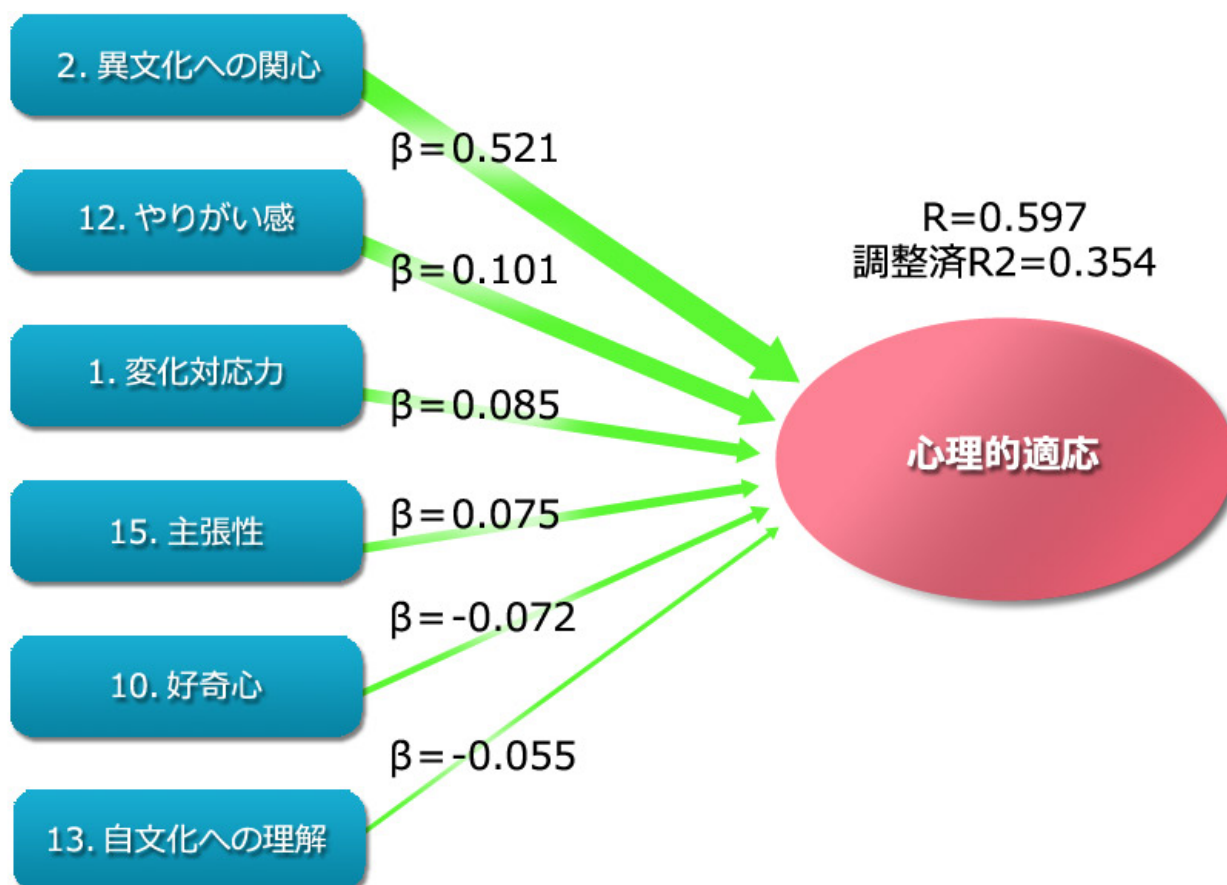 2. 異文化への関心
β=0.521
12. やりがい感
β=0.101
1. 変化対応力
β=0.085
15. 主張性
β=0.075
10. 好奇心
β=-0.072
13. 自文化への理解
β=-0.055
R=0.597
調整済R2=0.354
心理的適応